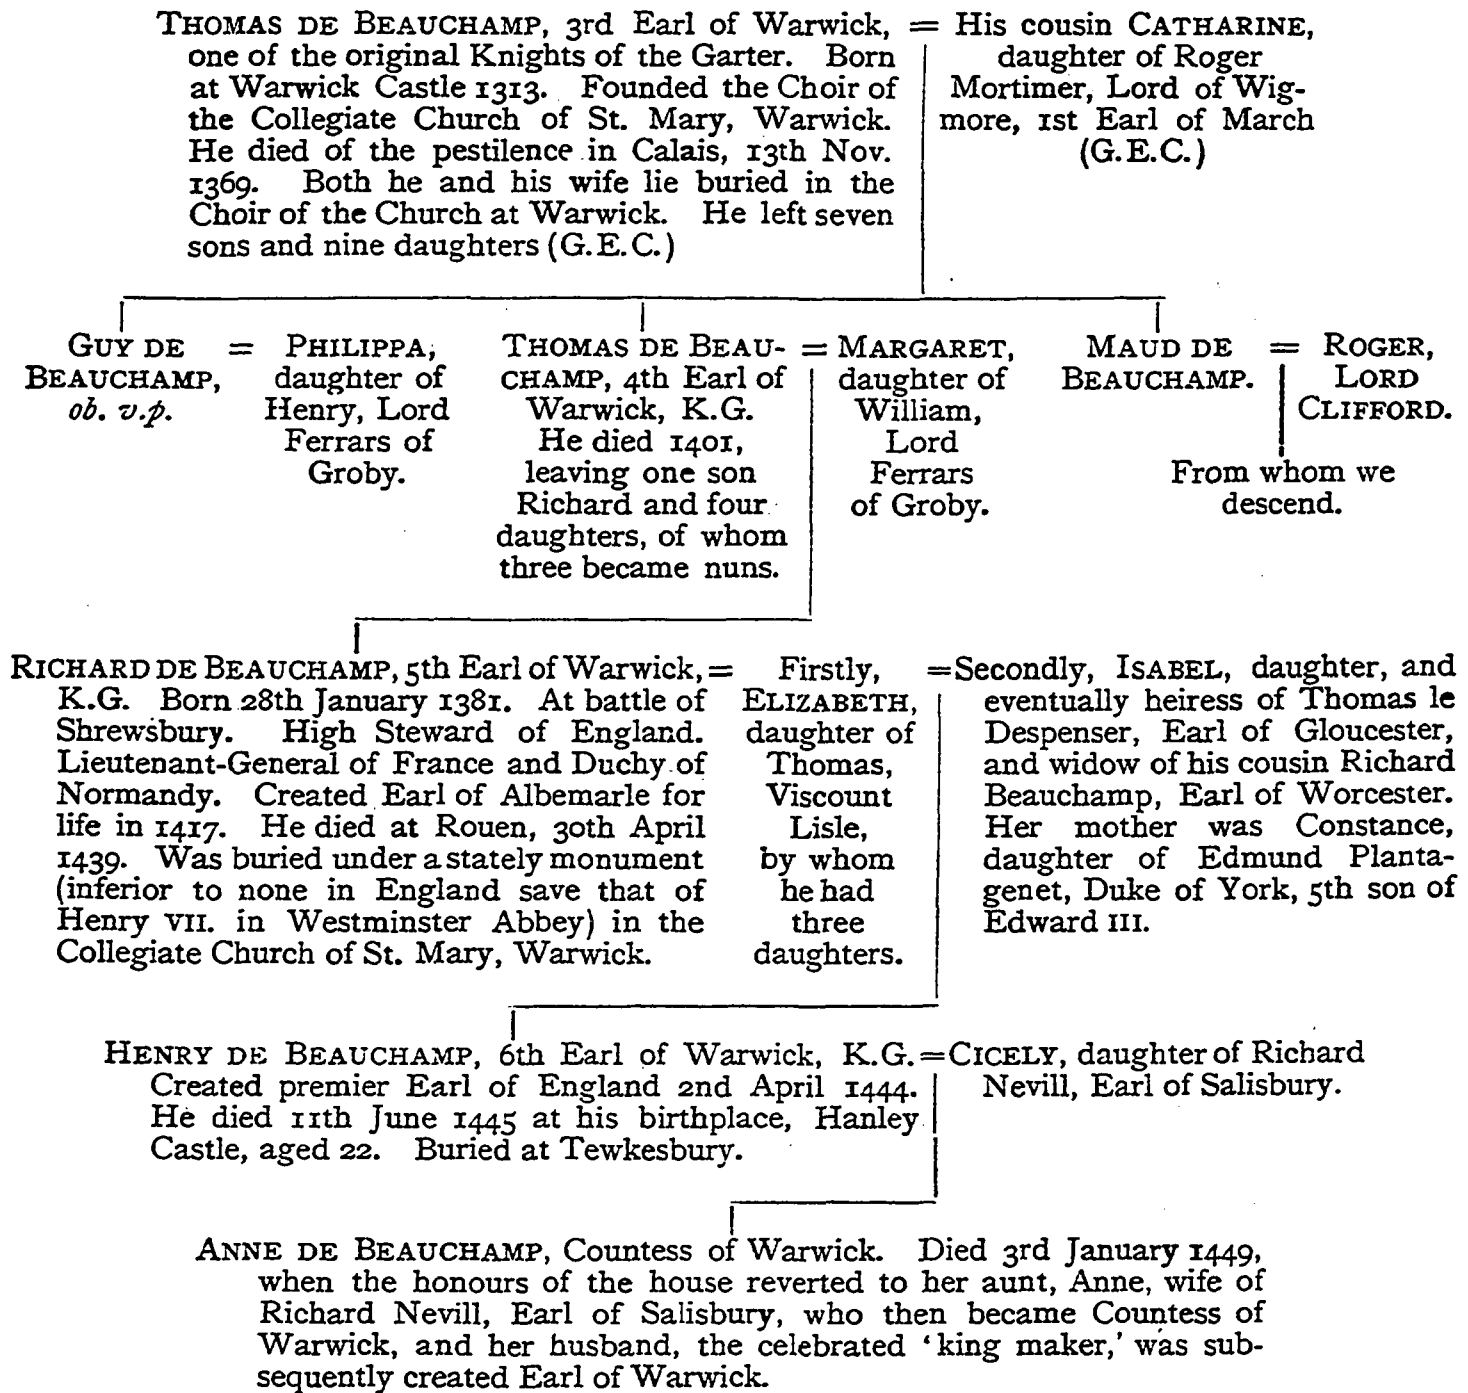 THOMAS DE BEAUCHAMP, 3rd Earl of Warwick,
one of the original Knights of the Garter. Born
at Warwick Castle 1313. Founded the Choir of
the Collegiate Church of St. Mary, Warwick.
He died of the pestilence in Calais, 13th Nov.
1369. Both he and his wife lie buried in the
Choir of the Church at Warwick. He left seven
sons and nine daughters (G.E.C.)
= His cousin CATHARINE,
daughter of Roger
Mortimer, Lord of Wig-
more, 1st Earl of March
(G.E.C.)
GUY DE
BEAUCHAMP,
ob. v.p.
= PHILIPPA,
daughter of
Henry, Lord
Ferrars of
Groby.
THOMAS DE BEAU-
CHAMP, 4th Earl of
Warwick, K.G.
He died 1401,
leaving one son
Richard and four
daughters, of whom
three became nuns.
= MARGARET,
daughter of
William,
Lord
Ferrars
of Groby.
MAUD DE
BEAUCHAMP.
= ROGER,
LORD
CLIFFORD.
From whom we
descend.
RICHARD DE BEAUCHAMP, 5th Earl of Warwick,
K.G. Born 28th January 1381. At battle of
Shrewsbury. High Steward of England.
Lieutenant-General of France and Duchy of
Normandy. Created Earl of Albemarle for
life in 1417. He died at Rouen, 30th April
1439. Was buried under a stately monument
(inferior to none in England save that of
Henry VII. in Westminster Abbey) in the
Collegiate Church of St. Mary, Warwick.
= Firstly,
ELIZABETH,
daughter of
Thomas,
Viscount
Lisle,
by whom
he had
three
daughters.
= Secondly, ISABEL, daughter, and
eventually heiress of Thomas le
Despenser, Earl of Gloucester,
and widow of his cousin Richard
Beauchamp, Earl of Worcester.
Her mother was Constance,
daughter of Edmund Planta-
genet, Duke of York, 5th son of
Edward III.
HENRY DE BEAUCHAMP, 6th Earl of Warwick, K.G.
Created premier Earl of England 2nd April 1444.
He died 11th June 1445 at his birthplace, Hanley
Castle, aged 22. Buried at Tewkesbury.
= CICELY, daughter of Richard
Nevill, Earl of Salisbury.
ANNE DE BEAUCHAMP, Countess of Warwick. Died 3rd January 1449,
when the honours of the house reverted to her aunt, Anne, wife of
Richard Nevill, Earl of Salisbury, who then became Countess of
Warwick, and her husband, the celebrated 'king maker,' was sub-
sequently created Earl of Warwick.